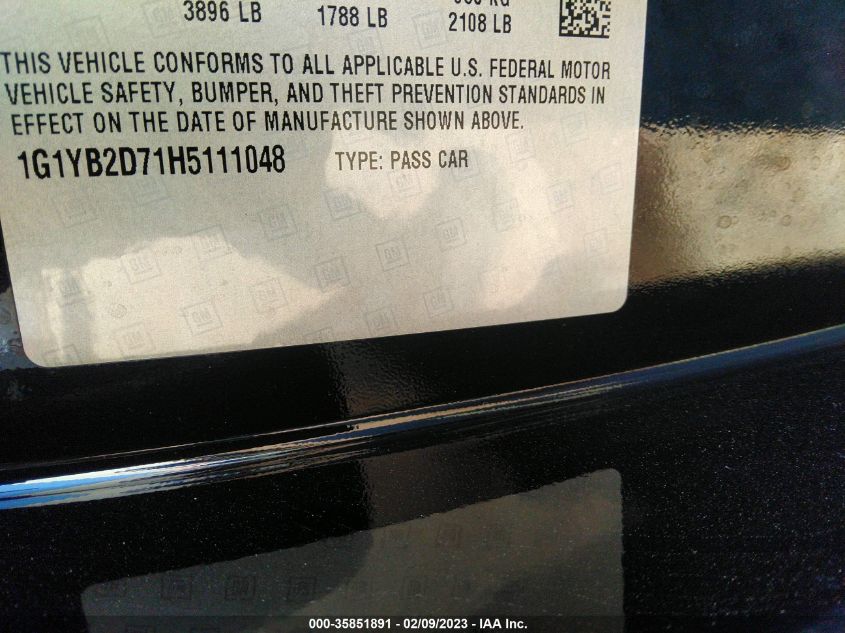 3896 LB 1788 LB 2108 LB
THIS VEHICLE CONFORMS TO ALL APPLICABLE U.S. FEDERAL MOTOR
VEHICLE SAFETY, BUMPER, AND THEFT PREVENTION STANDARDS IN
EFFECT ON THE DATE OF MANUFACTURE SHOWN ABOVE.
1G1YB2D71H5111048 TYPE: PASS CAR
GM
000-35851891 - 02/09/2023 - © IAA Inc.